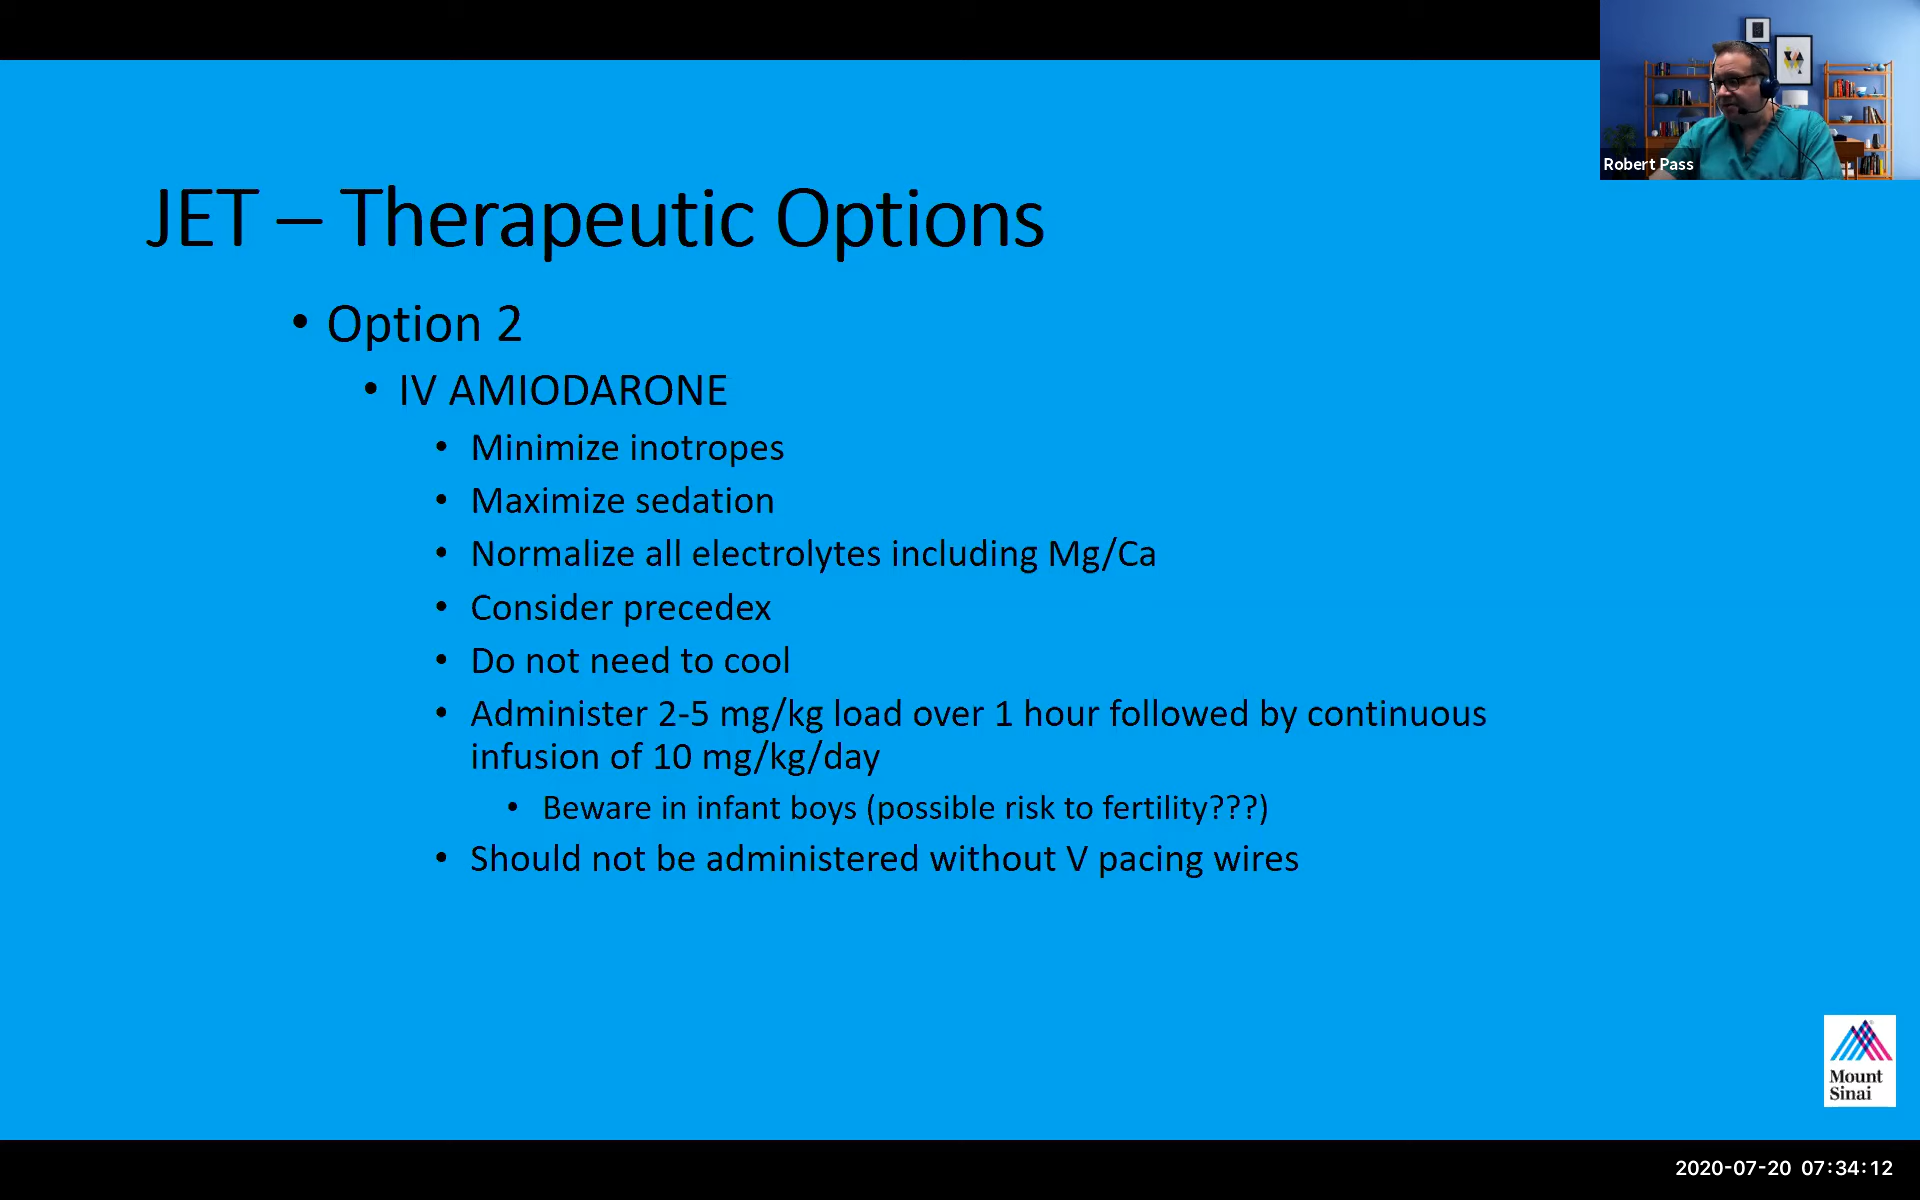 Robert Pass
JET – Therapeutic Options
• Option 2
• IV AMIODARONE
• Minimize inotropes
• Maximize sedation
• Normalize all electrolytes including Mg/Ca
• Consider precedex
• Do not need to cool
• Administer 2-5 mg/kg load over 1 hour followed by continuous
infusion of 10 mg/kg/day
• Beware in infant boys (possible risk to fertility???)
• Should not be administered without V pacing wires
Mount
Sinai
2020-07-20 07:34:12